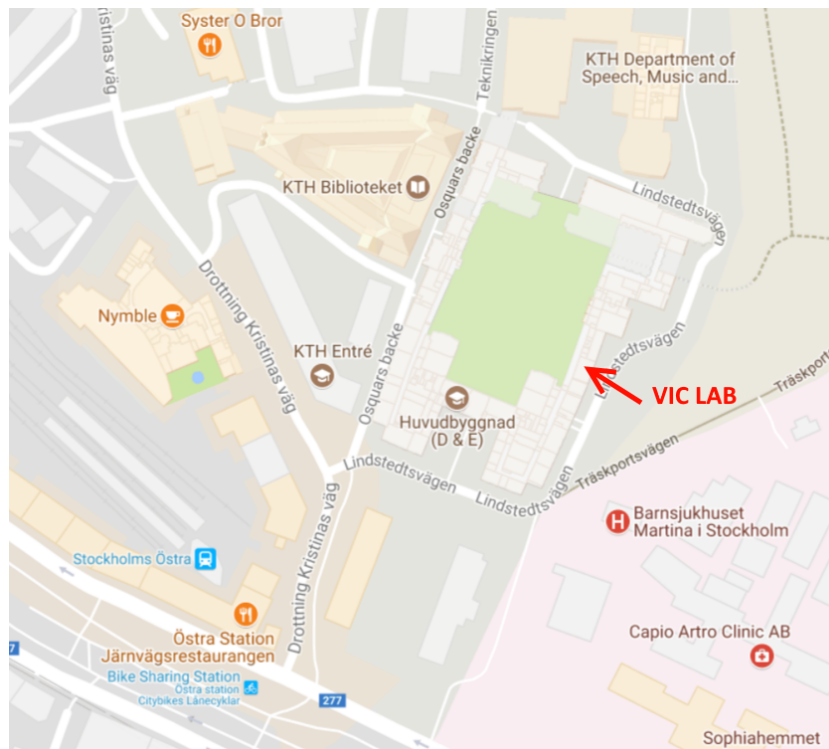 Syster O Bror
Kristinas väg
Teknikringen
KTH Department of
Speech, Music and...
KTH Biblioteket
Osquars backe
Lindstedtsvägen
Drottning Kristinas väg
Nymble
KTH Entré
Osquars backe
Huvudbyggnad
(D & E)
Lindstedtsvägen
VIC LAB
Träskport
Träskportsvägen
Lindstedtsvägen
Lindstedtsvägen
Barnsjukhuset
Martina i Stockholm
Stockholms Östra
Drottning Kristinas väg
Östra Station
Järnvägsrestaurangen
Capio Artro Clinic AB
Bike Sharing Station
Östra station
Citybikes Lånecyklar
277
7
Sophiahemmet